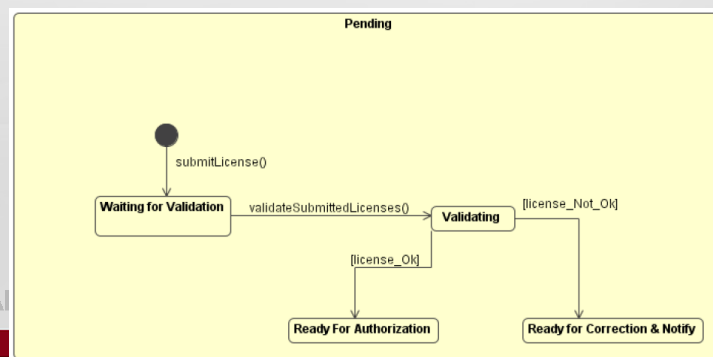 Pending
submitLicense()
Waiting for Validation
validateSubmittedLicenses()
Validating
[license_Not_Ok]
[license_Ok]
Ready For Authorization
Ready for Correction & Notify